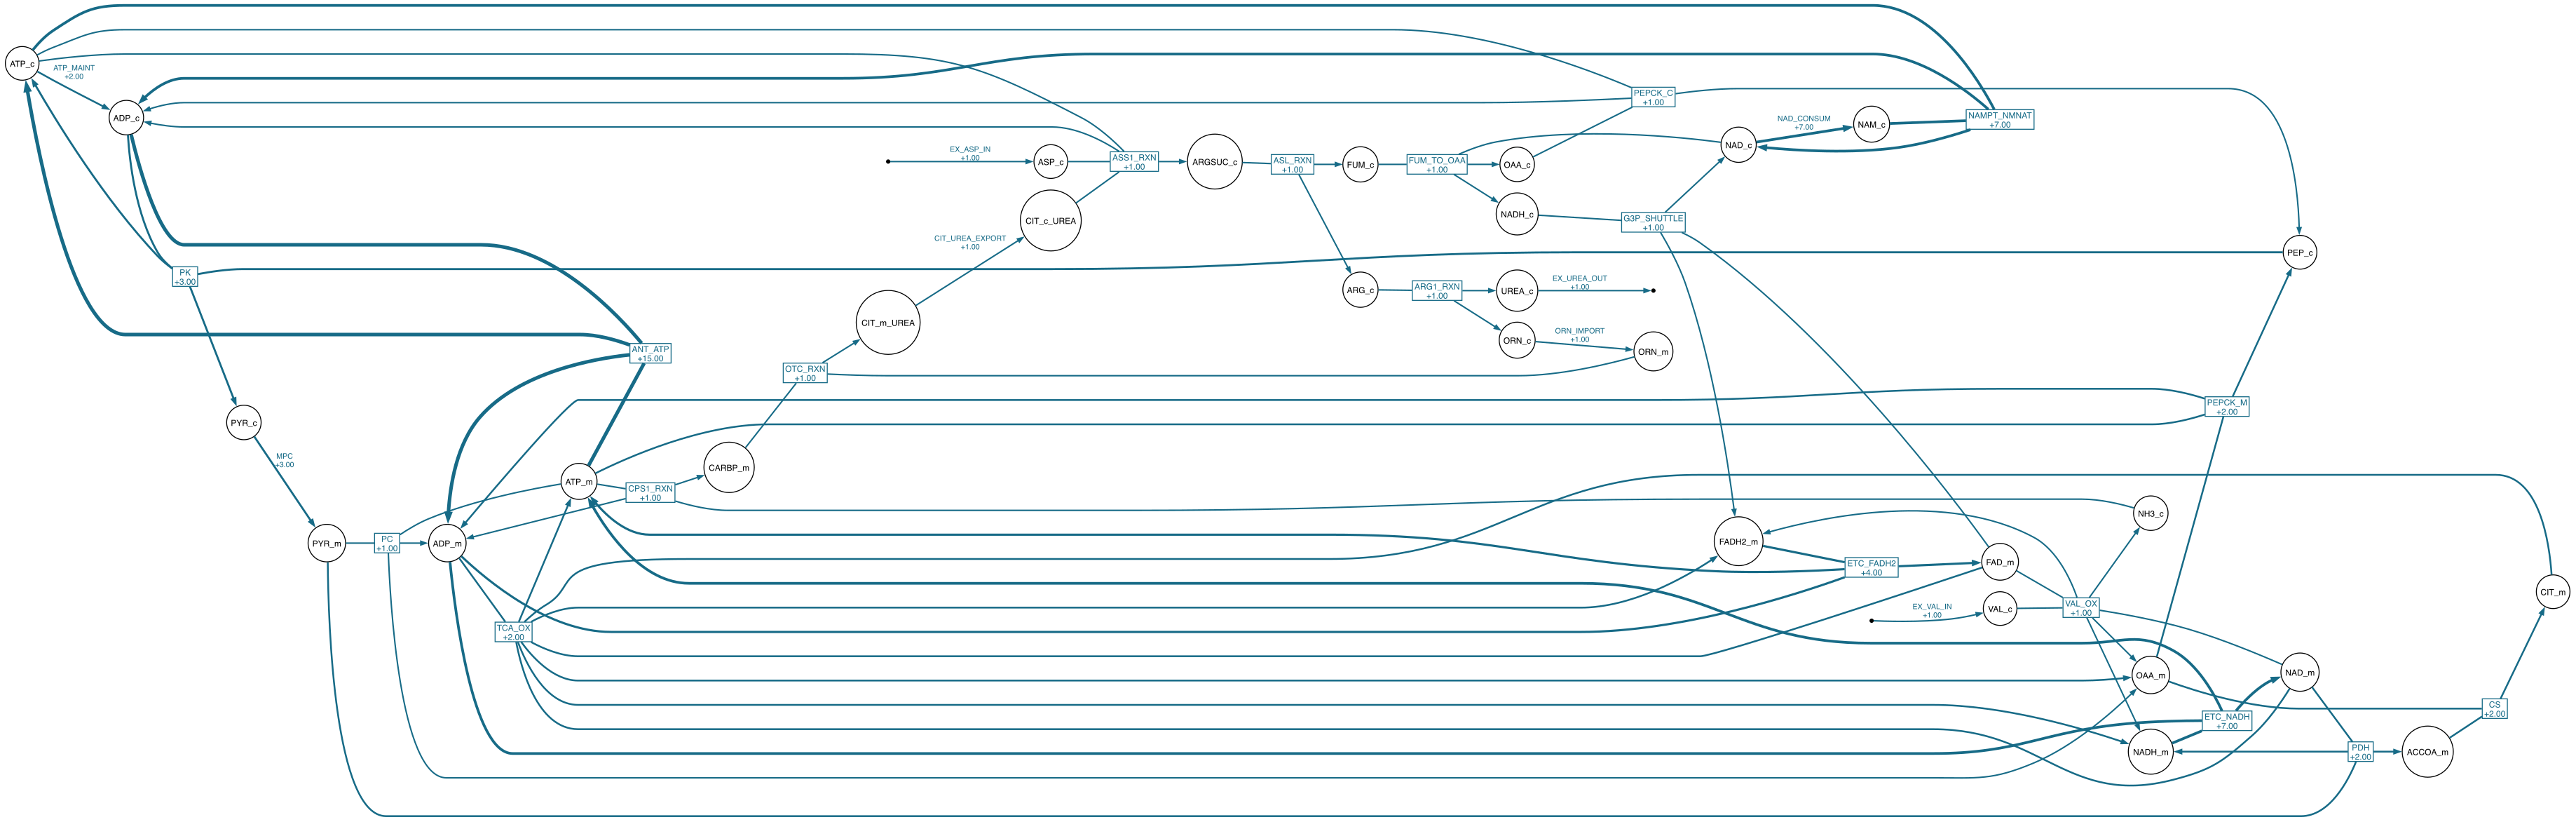 ATP_c
ATP_MAINT
+2.00
PEPCK_C
+1.00
ADP_c
NAD_CONSUM
+7.00
NAM_c
NAMPT_NMNAT
+7.00
NAD_c
EX_ASP_IN
+1.00
ASP_c
ASS1_RXN
+1.00
ARGSUC_c
ASL_RXN
+1.00
FUM_c
FUM_TO_OAA
+1.00
OAA_c
CIT_c_UREA
NADH_c
G3P_SHUTTLE
+1.00
CIT_UREA_EXPORT
+1.00
PEP_c
PK
+3.00
ARG_c
ARG1_RXN
+1.00
UREA_c
EX_UREA_OUT
+1.00
CIT_m_UREA
ORN_c
ORN_IMPORT
+1.00
ORN_m
ANT_ATP
+15.00
OTC_RXN
+1.00
PEPCK_M
+2.00
PYR_c
MPC
+3.00
CARBP_m
ATP_m
CPS1_RXN
+1.00
NH3_c
PYR_m
PC
+1.00
ADP_m
FADH2_m
ETC_FADH2
+4.00
FAD_m
CIT_m
EX_VAL_IN
+1.00
VAL_c
VAL_OX
+1.00
TCA_OX
+2.00
OAA_m
NAD_m
CS
+2.00
ETC_NADH
+7.00
NADH_m
PDH
+2.00
ACCOA_m